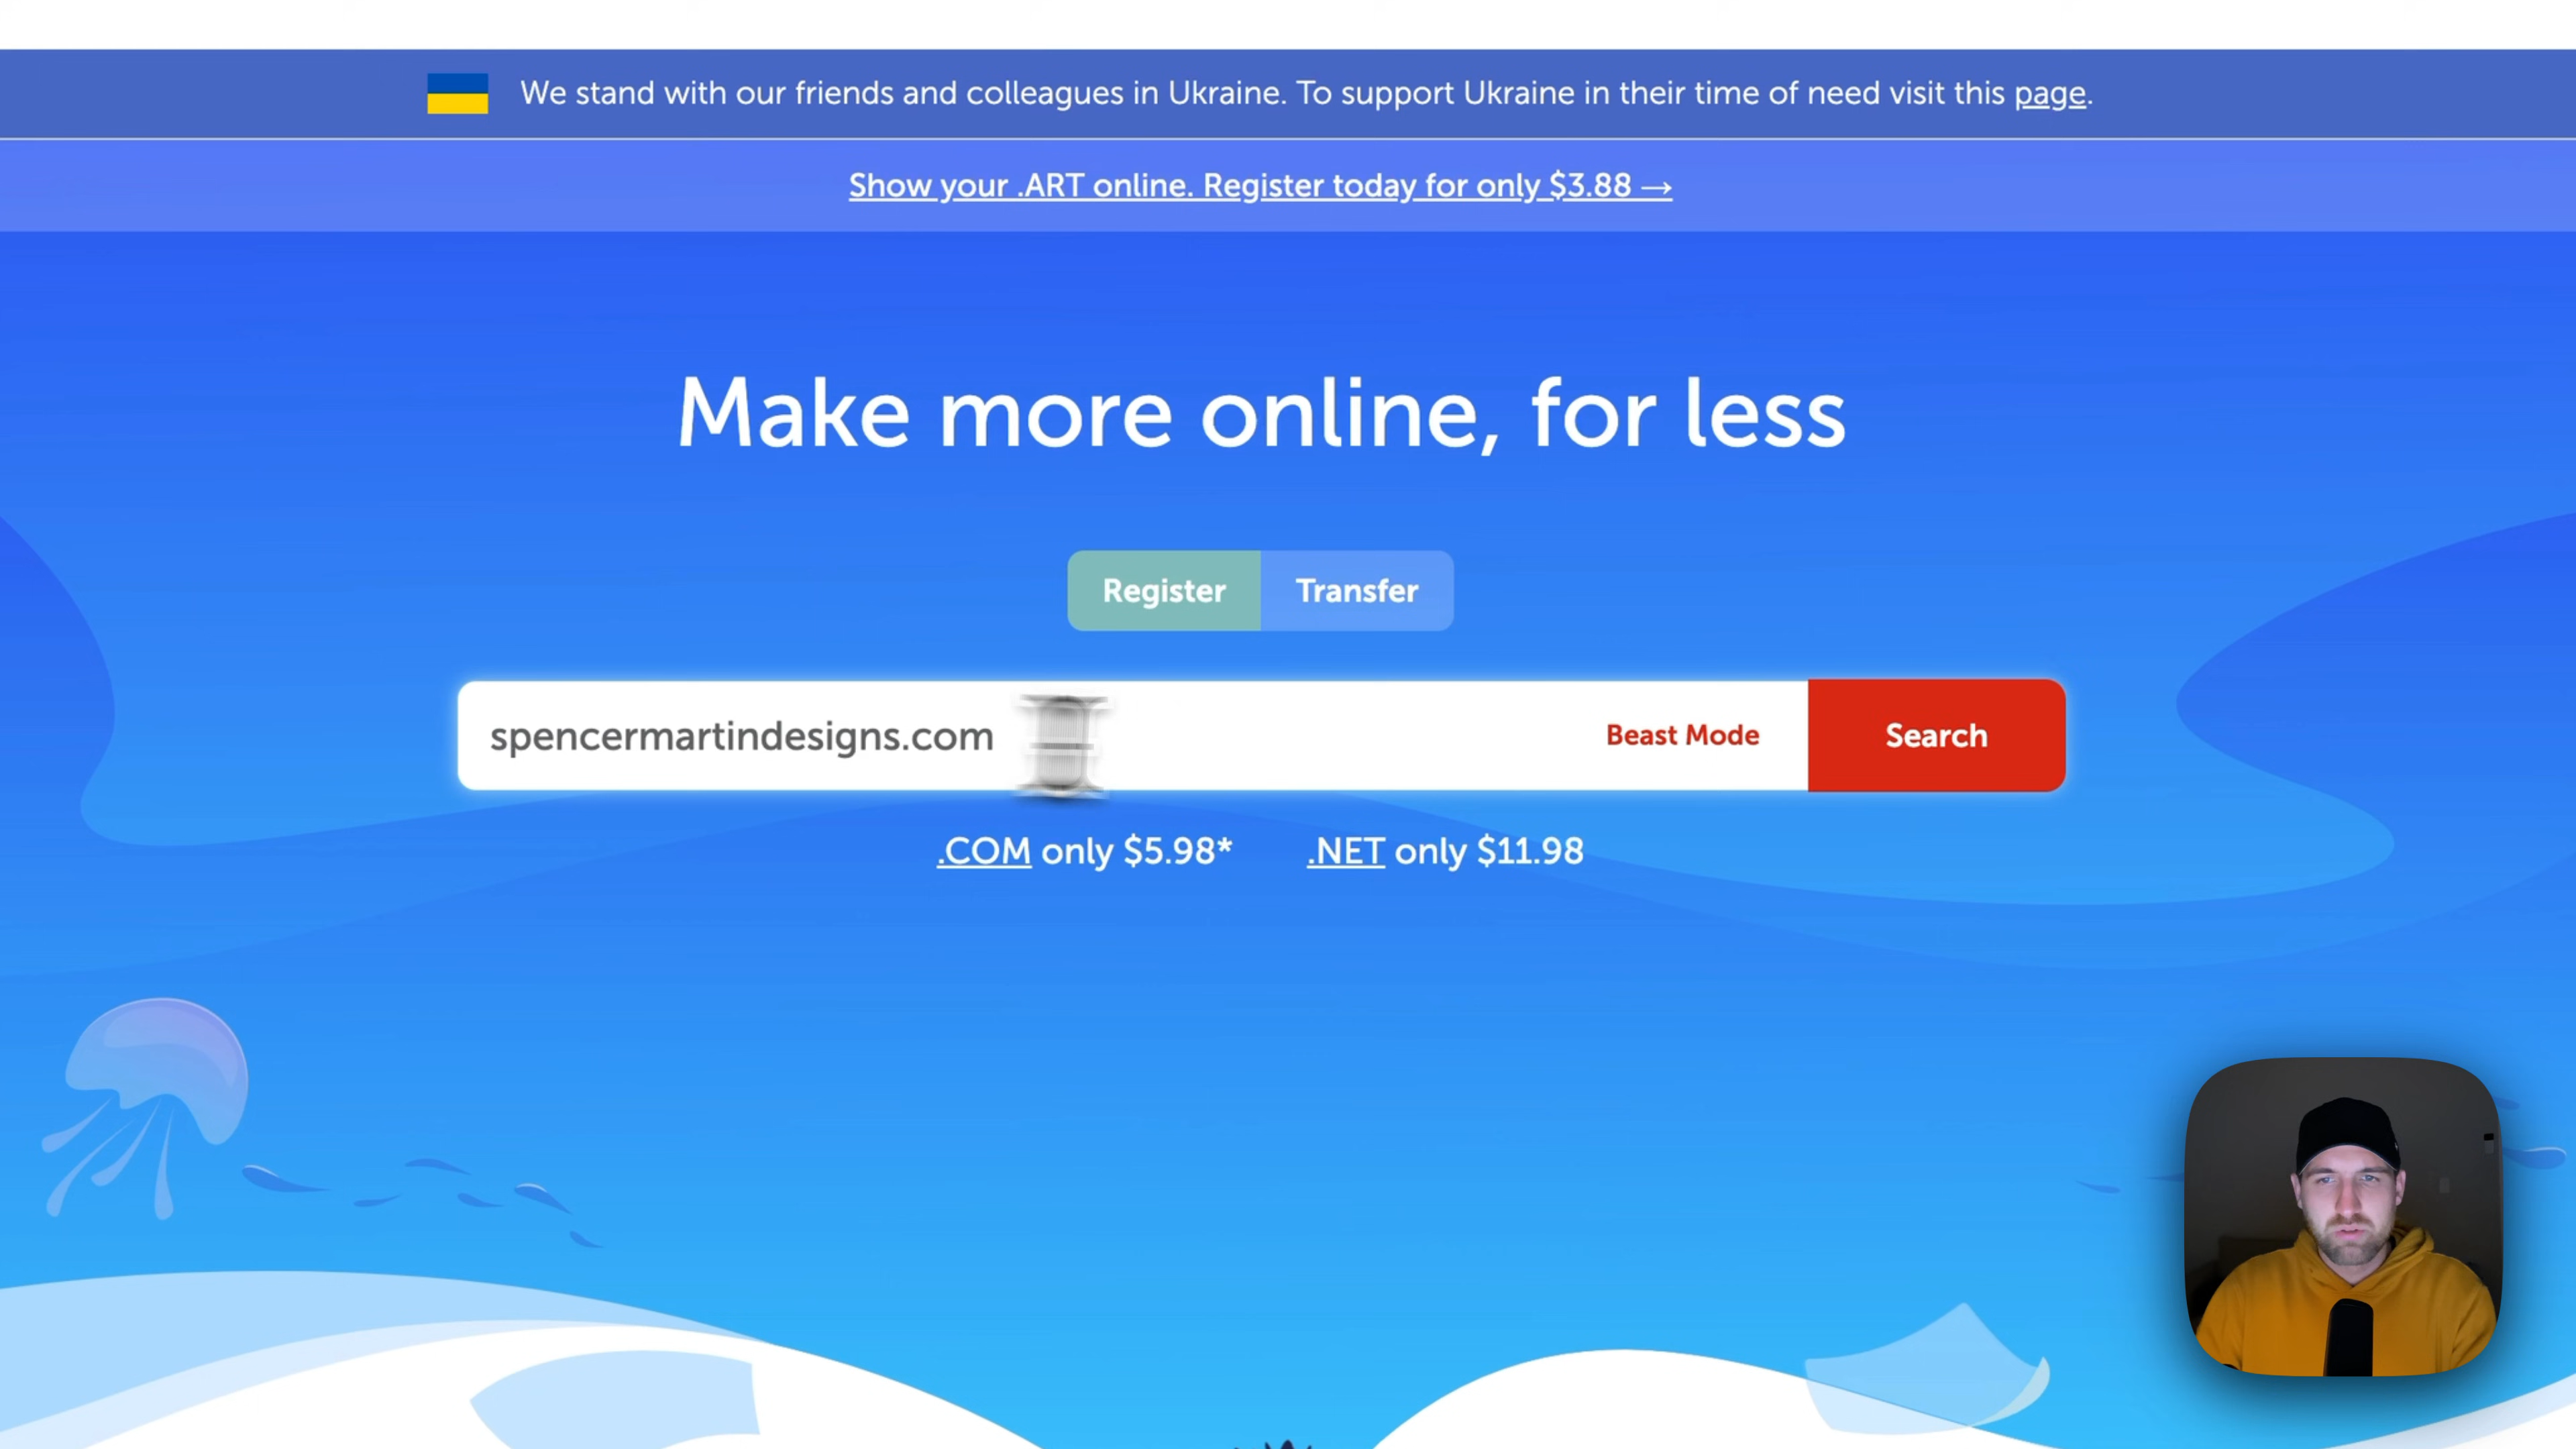 We stand with our friends and colleagues in Ukraine. To support Ukraine in their time of need visit this page.
Show your .ART online. Register today for only $3.88 →
Make more online, for less
Register Transfer
spencermartindesigns.com Beast Mode Search
.COM only $5.98* .NET only $11.98